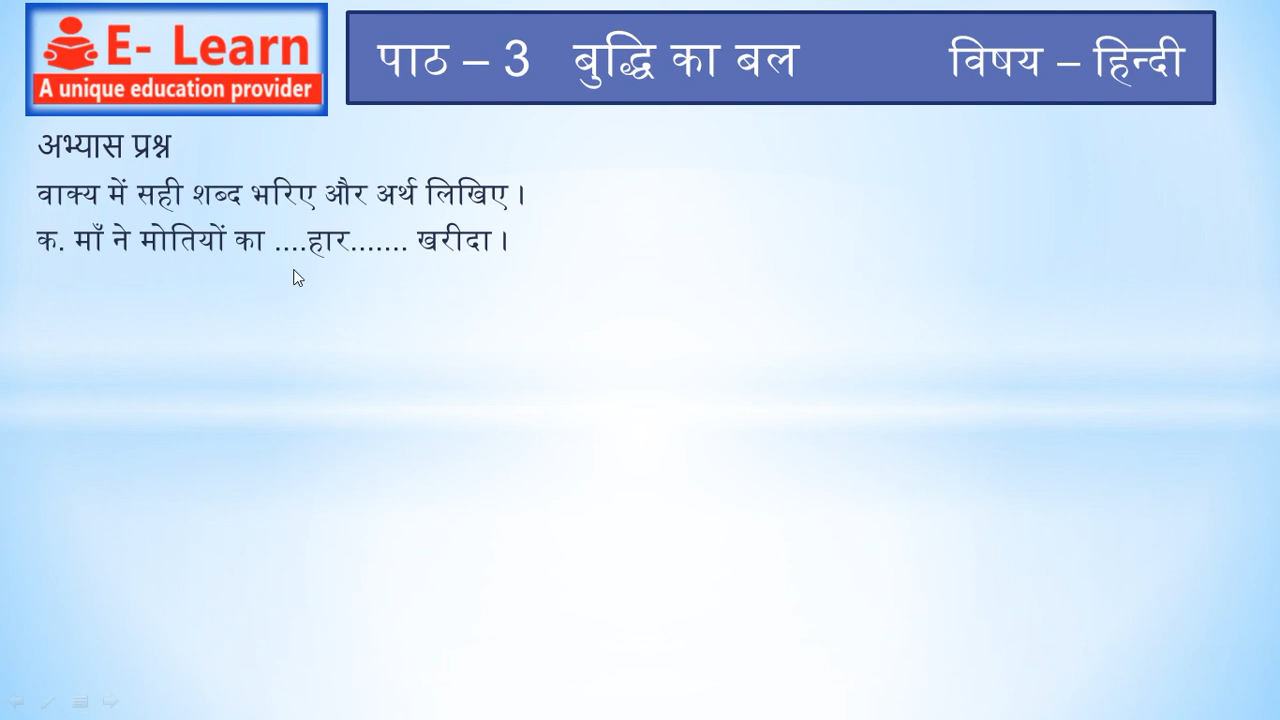 E- Learn
A unique education provider
पाठ – 3 बुद्धि का बल विषय – हिन्दी
अभ्यास प्रश्न
वाक्य में सही शब्द भरिए और अर्थ लिखिए ।
क. माँ ने मोतियों का ....हार....... खरीदा ।